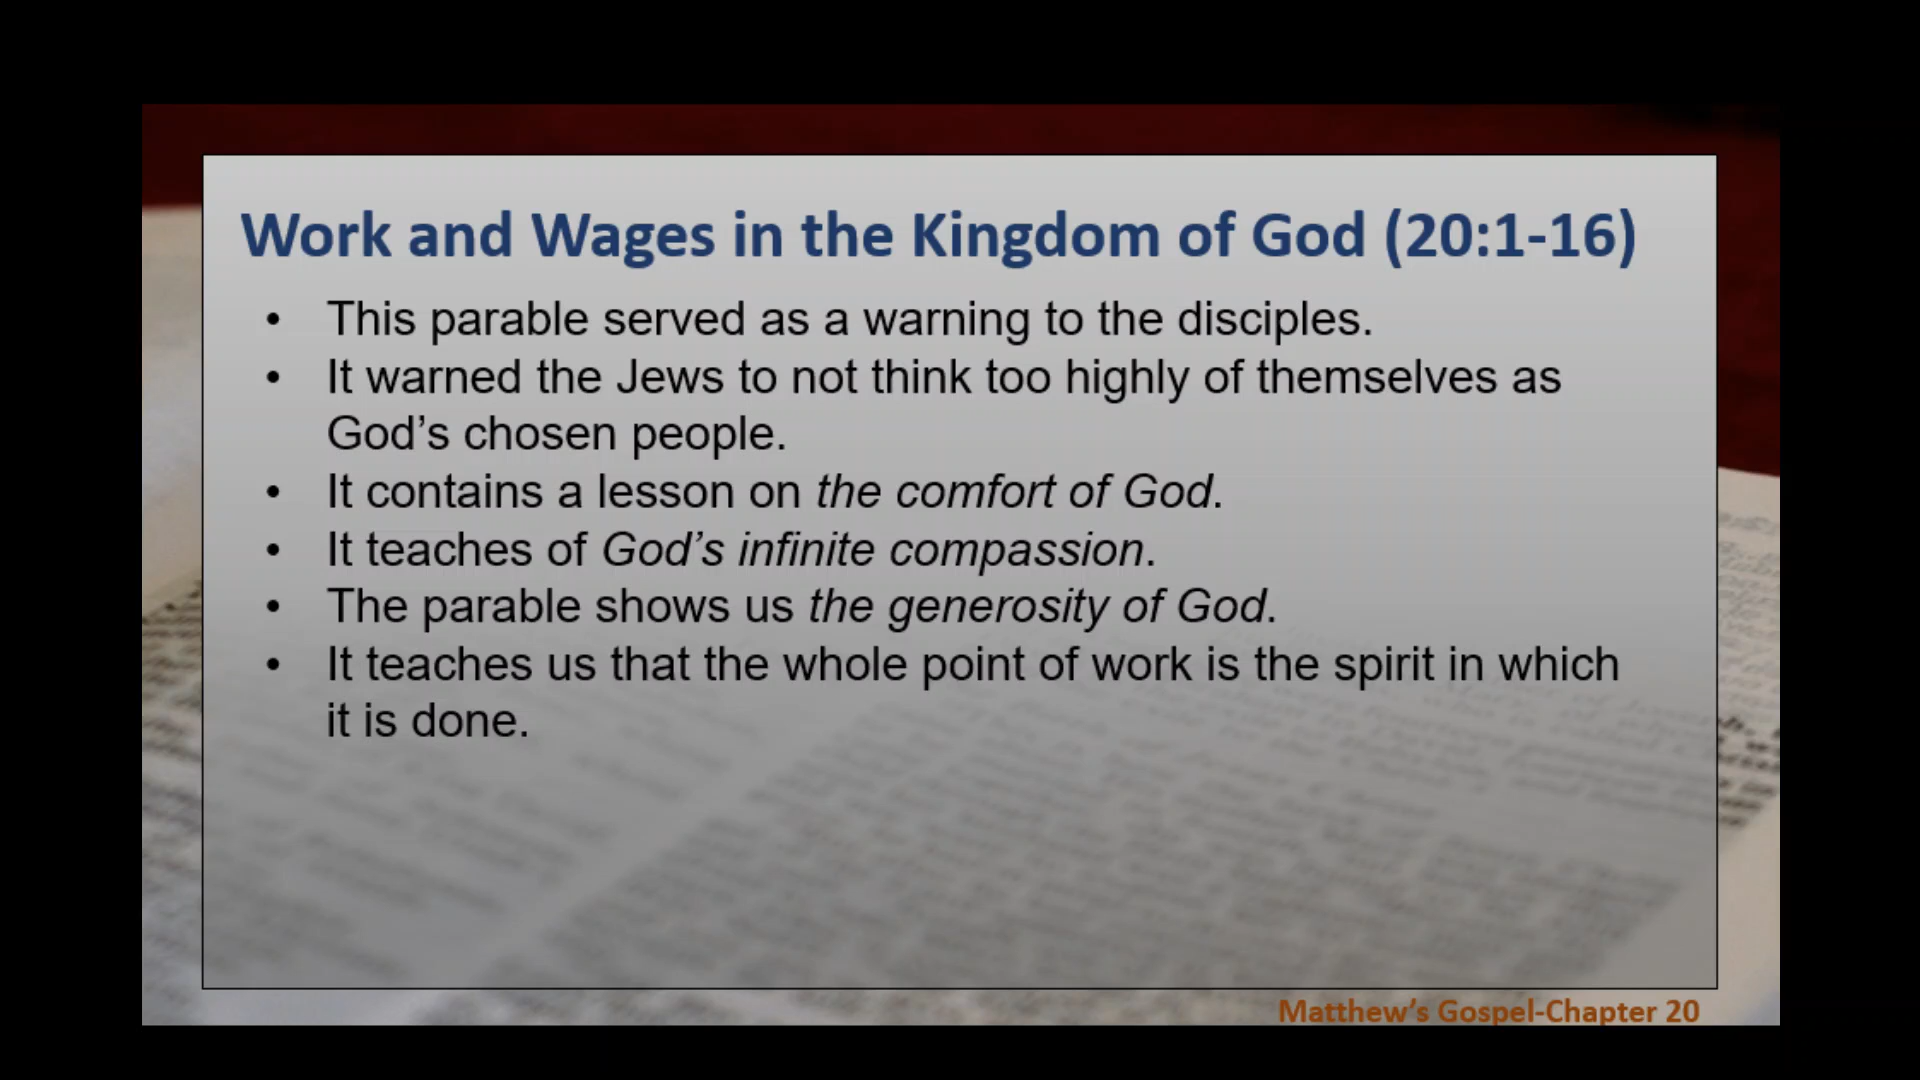 Work and Wages in the Kingdom of God (20:1-16)
• This parable served as a warning to the disciples.
• It warned the Jews to not think too highly of themselves as
God’s chosen people.
• It contains a lesson on the comfort of God.
• It teaches of God’s infinite compassion.
• The parable shows us the generosity of God.
• It teaches us that the whole point of work is the spirit in which
it is done.
Matthew’s Gospel-Chapter 20